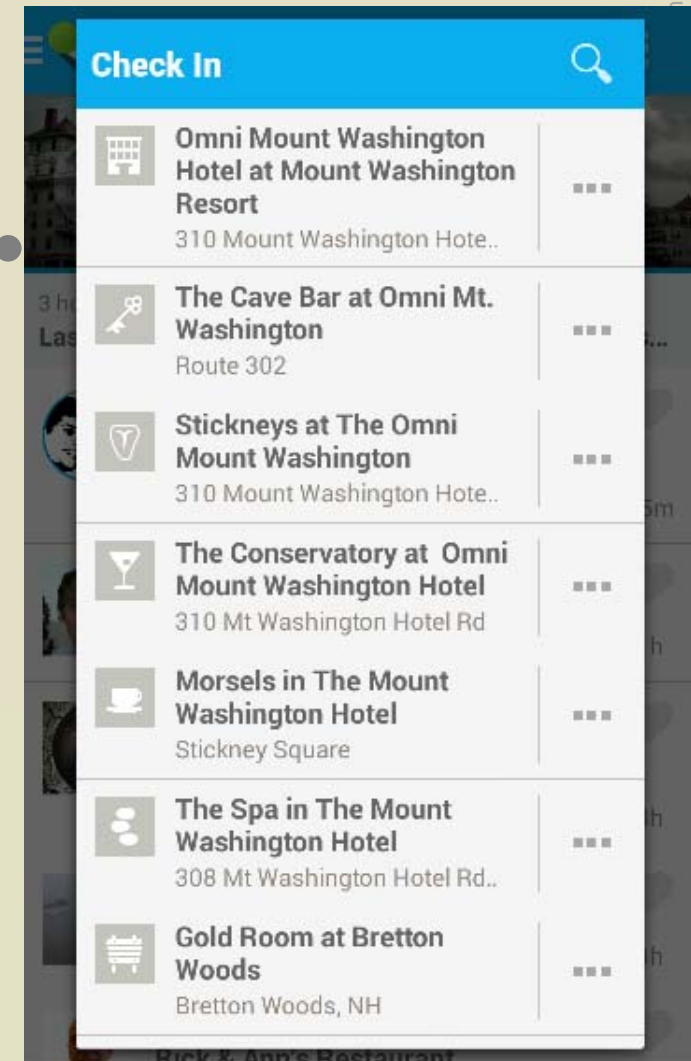 Check In
Omni Mount Washington
Hotel at Mount Washington
Resort
310 Mount Washington Hote..
The Cave Bar at Omni Mt.
Washington
Route 302
Stickneys at The Omni
Mount Washington
310 Mount Washington Hote..
The Conservatory at  Omni
Mount Washington Hotel
310 Mt Washington Hotel Rd
Morsels in The Mount
Washington Hotel
Stickney Square
The Spa in The Mount
Washington Hotel
308 Mt Washington Hotel Rd..
Gold Room at Bretton
Woods
Bretton Woods, NH
Rick & Ann's Restaurant